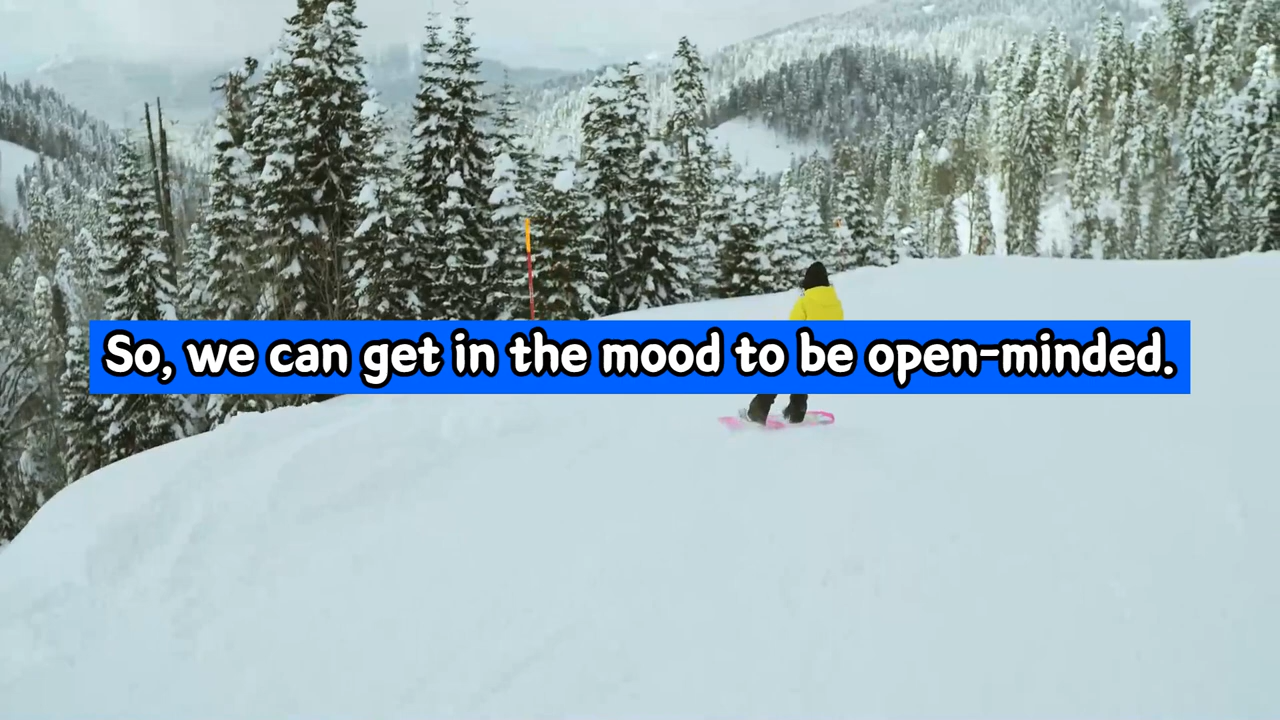 So, we can get in the mood to be open-minded.